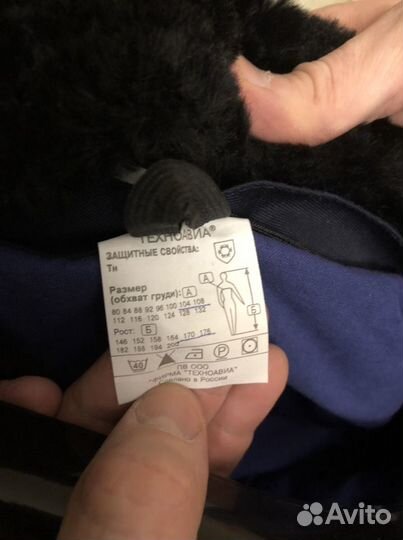 ТЕХНОАВИА®
ЗАЩИТНЫЕ СВОЙСТВА:
Ти
Размер
(обхват груди): А
80 84 88 92 96 100 104 108
112 116 120 124 128 132
Рост: Б
146 152 158 164 170 176
182 188 194 200
А
Б
40 P
ПВ ООО
ФИРМА "ТЕХНОАВИА"
Сделано в России
Avito